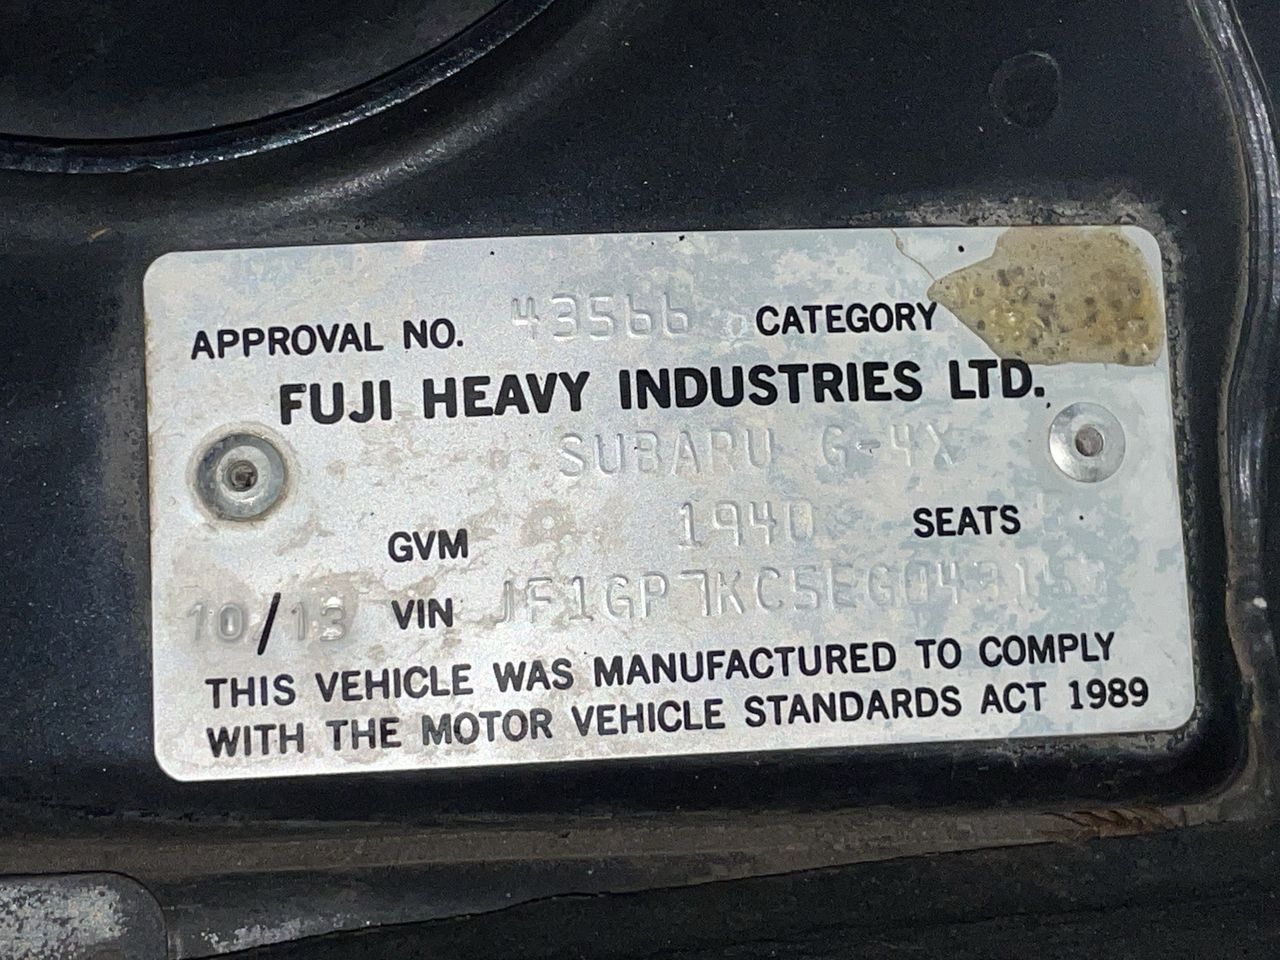 APPROVAL NO. 43566 CATEGORY
FUJI HEAVY INDUSTRIES LTD.
SUBARU G-4X
GVM 1940 SEATS
10/13 VIN
THIS VEHICLE WAS MANUFACTURED TO COMPLY
WITH THE MOTOR VEHICLE STANDARDS ACT 1989